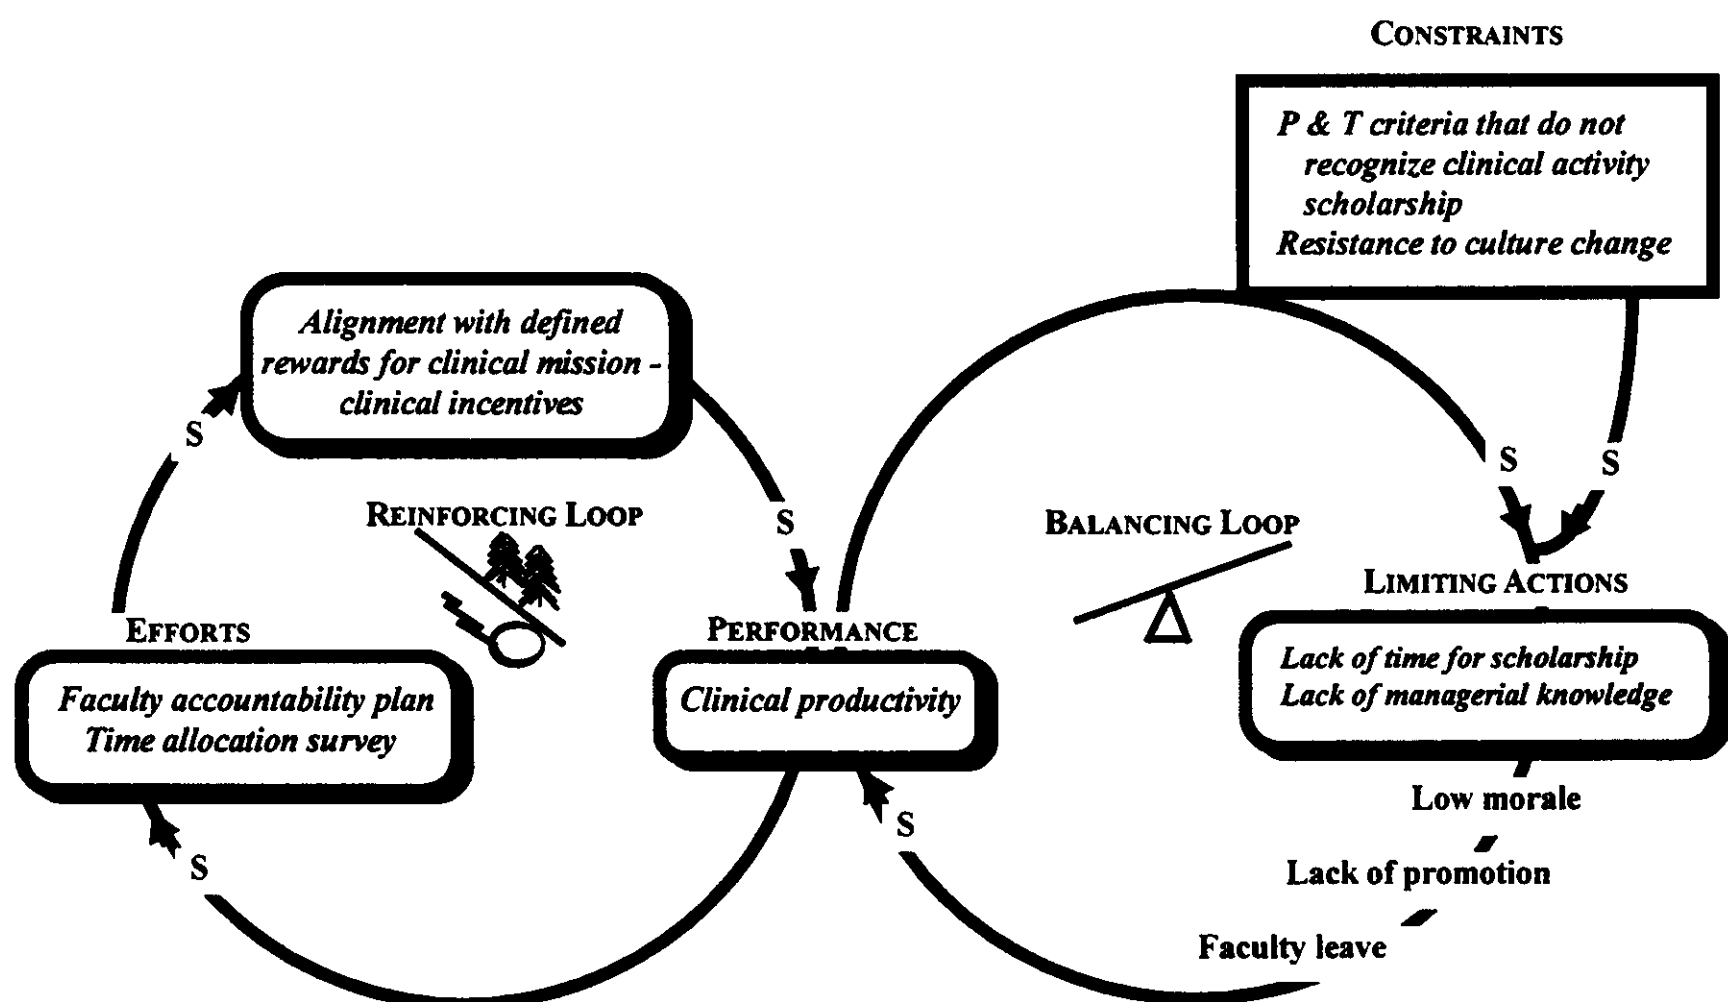 CONSTRAINTS
P & T criteria that do not
recognize clinical activity
scholarship
Resistance to culture change
Alignment with defined
rewards for clinical mission -
clinical incentives
S
S
S
S
REINFORCING LOOP
BALANCING LOOP
LIMITING ACTIONS
EFFORTS
PERFORMANCE
Lack of time for scholarship
Lack of managerial knowledge
Faculty accountability plan
Time allocation survey
Clinical productivity
Low morale
S
S
Lack of promotion
Faculty leave